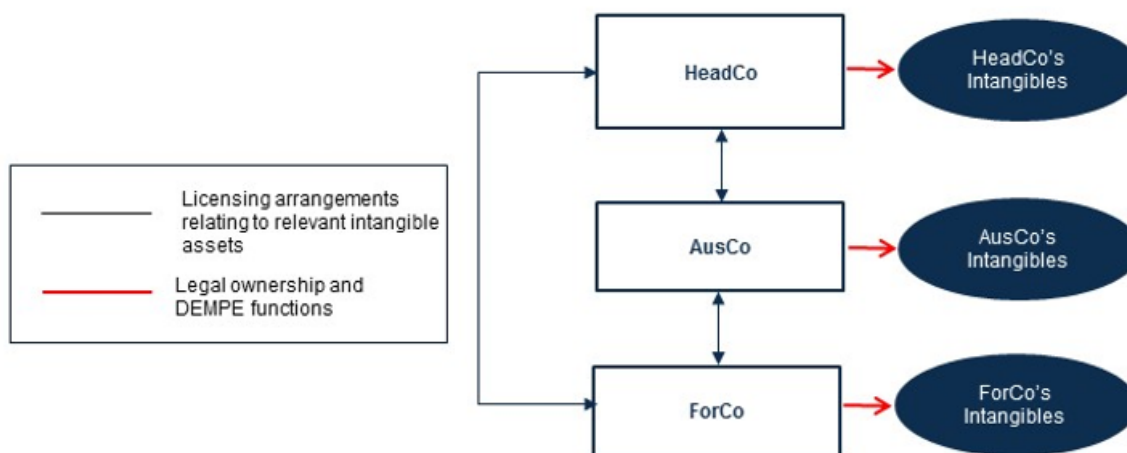 HeadCo
HeadCo's
Intangibles
Licensing arrangements
relating to relevant intangible
assets
Legal ownership and
DEMPE functions
AusCo
AusCo's
Intangibles
ForCo
ForCo's
Intangibles